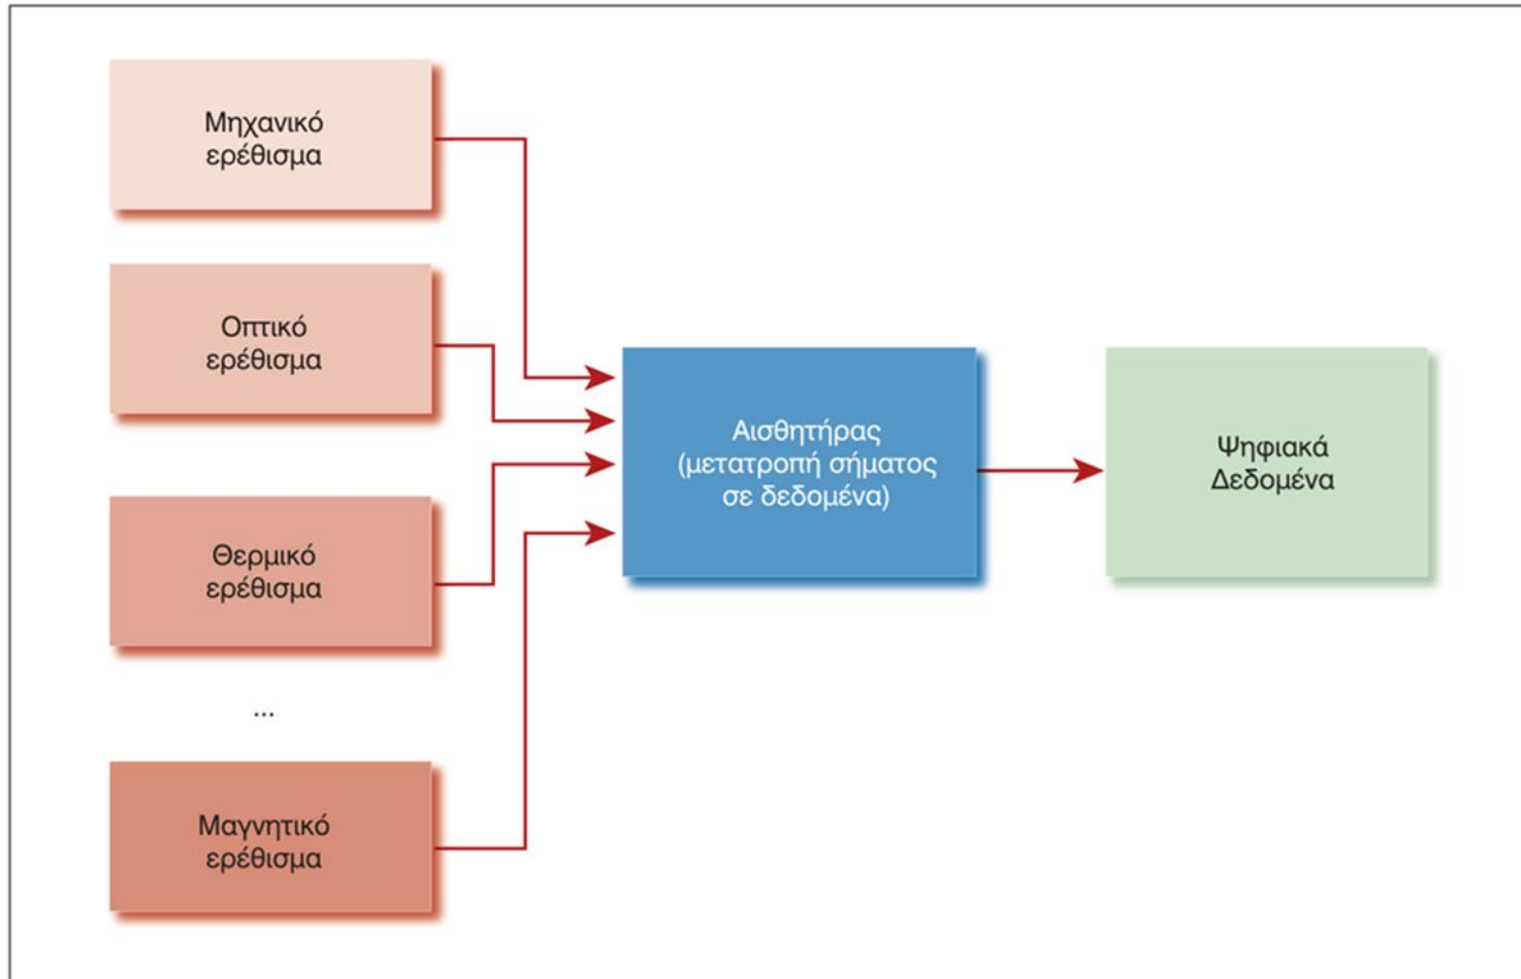 Μηχανικό
ερέθισμα
Οπτικό
ερέθισμα
Θερμικό
ερέθισμα
...
Μαγνητικό
ερέθισμα
Αισθητήρας
(μετατροπή σήματος
σε δεδομένα)
Ψηφιακά
Δεδομένα